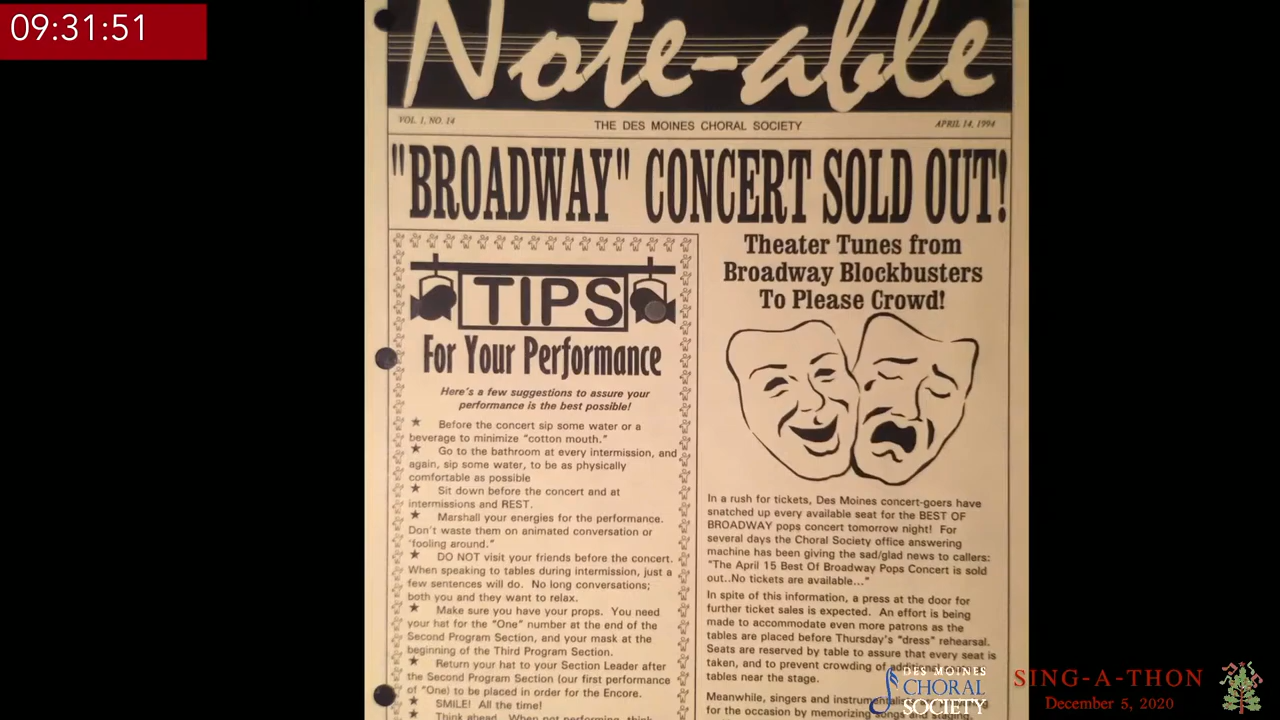 09:31:51
Note-able
VOL. 1, NO. 14
THE DES MOINES CHORAL SOCIETY
APRIL 14, 1994
"BROADWAY" CONCERT SOLD OUT!
TIPS
For Your Performance
Here's a few suggestions to assure your
performance is the best possible!
★ Before the concert sip some water or a
beverage to minimize "cotton mouth."
★ Go to the bathroom at every intermission, and
again, sip some water, to be as physically
comfortable as possible
★ Sit down before the concert and at
intermissions and REST.
★ Marshall your energies for the performance.
Don't waste them on animated conversation or
"fooling around."
★ DO NOT visit your friends before the concert.
When speaking to tables during intermission, just a
few sentences will do. No long conversations;
both you and they want to relax.
★ Make sure you have your props. You need
your hat for the "One" number at the end of the
Second Program Section, and your mask at the
beginning of the Third Program Section.
★ Return your hat to your Section Leader after
the Second Program Section (our first performance
of "One) to be placed in order for the Encore.
★ SMILE! All the time!
★ Think ahead. When not performing, think
Theater Tunes from
Broadway Blockbusters
To Please Crowd!
In a rush for tickets, Des Moines concert-goers have
snatched up every available seat for the BEST OF
BROADWAY pops concert tomorrow night! For
several days the Choral Society office answering
machine has been giving the sad/glad news to callers:
"The April 15 Best Of Broadway Pops Concert is sold
out..No tickets are available..."
In spite of this information, a press at the door for
further ticket sales is expected. An effort is being
made to accommodate even more patrons as the
tables are placed before Thursday's "dress" rehearsal.
Seats are reserved by table to assure that every seat is
taken, and to prevent crowding of additional
tables near the stage.
Meanwhile, singers and
for the occasion by memorizing songs and staging.
DES MOINES
CHORAL
SOCIETY
SING-A-THON
December 5, 2020